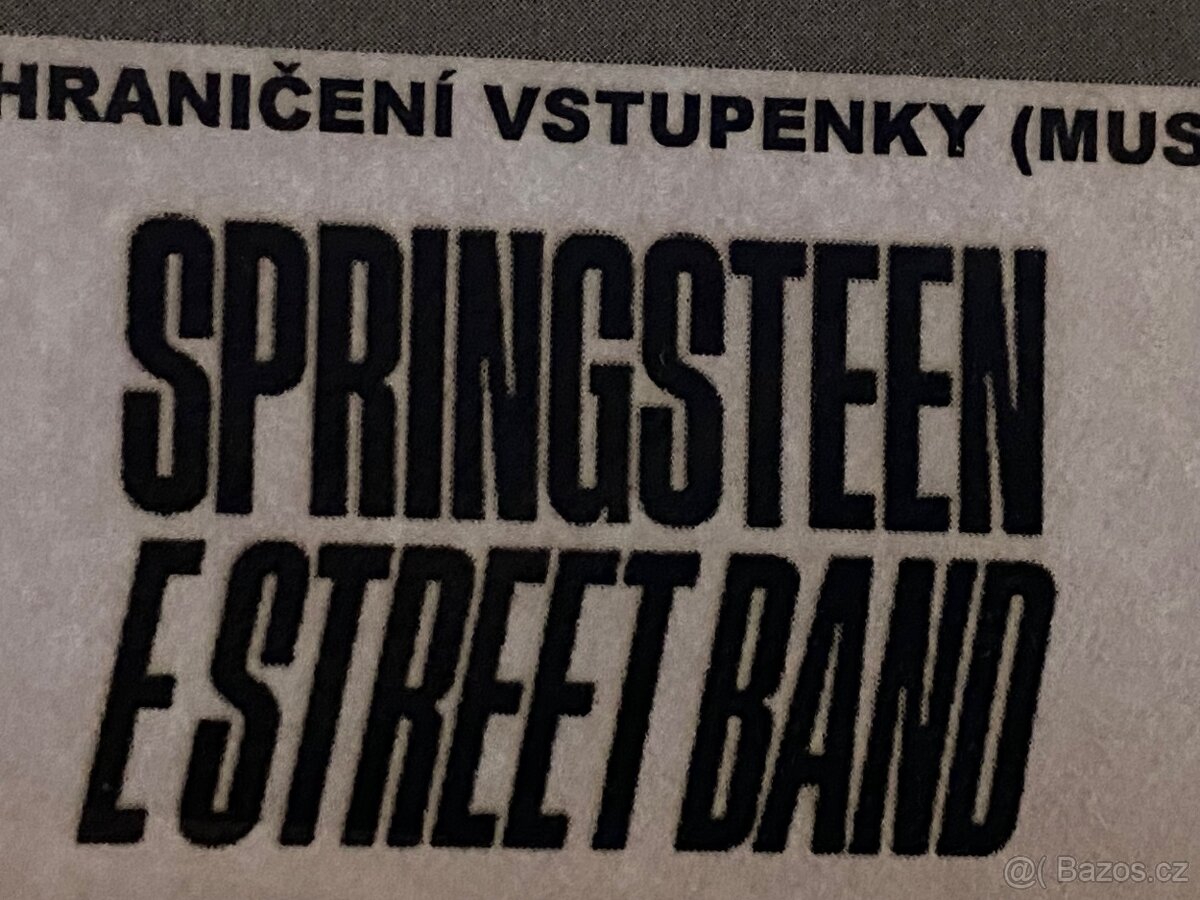 HRANIČENÍ VSTUPENKY (MUS
SPRINGSTEEN
E STREET BAND
@( Bazos.cz